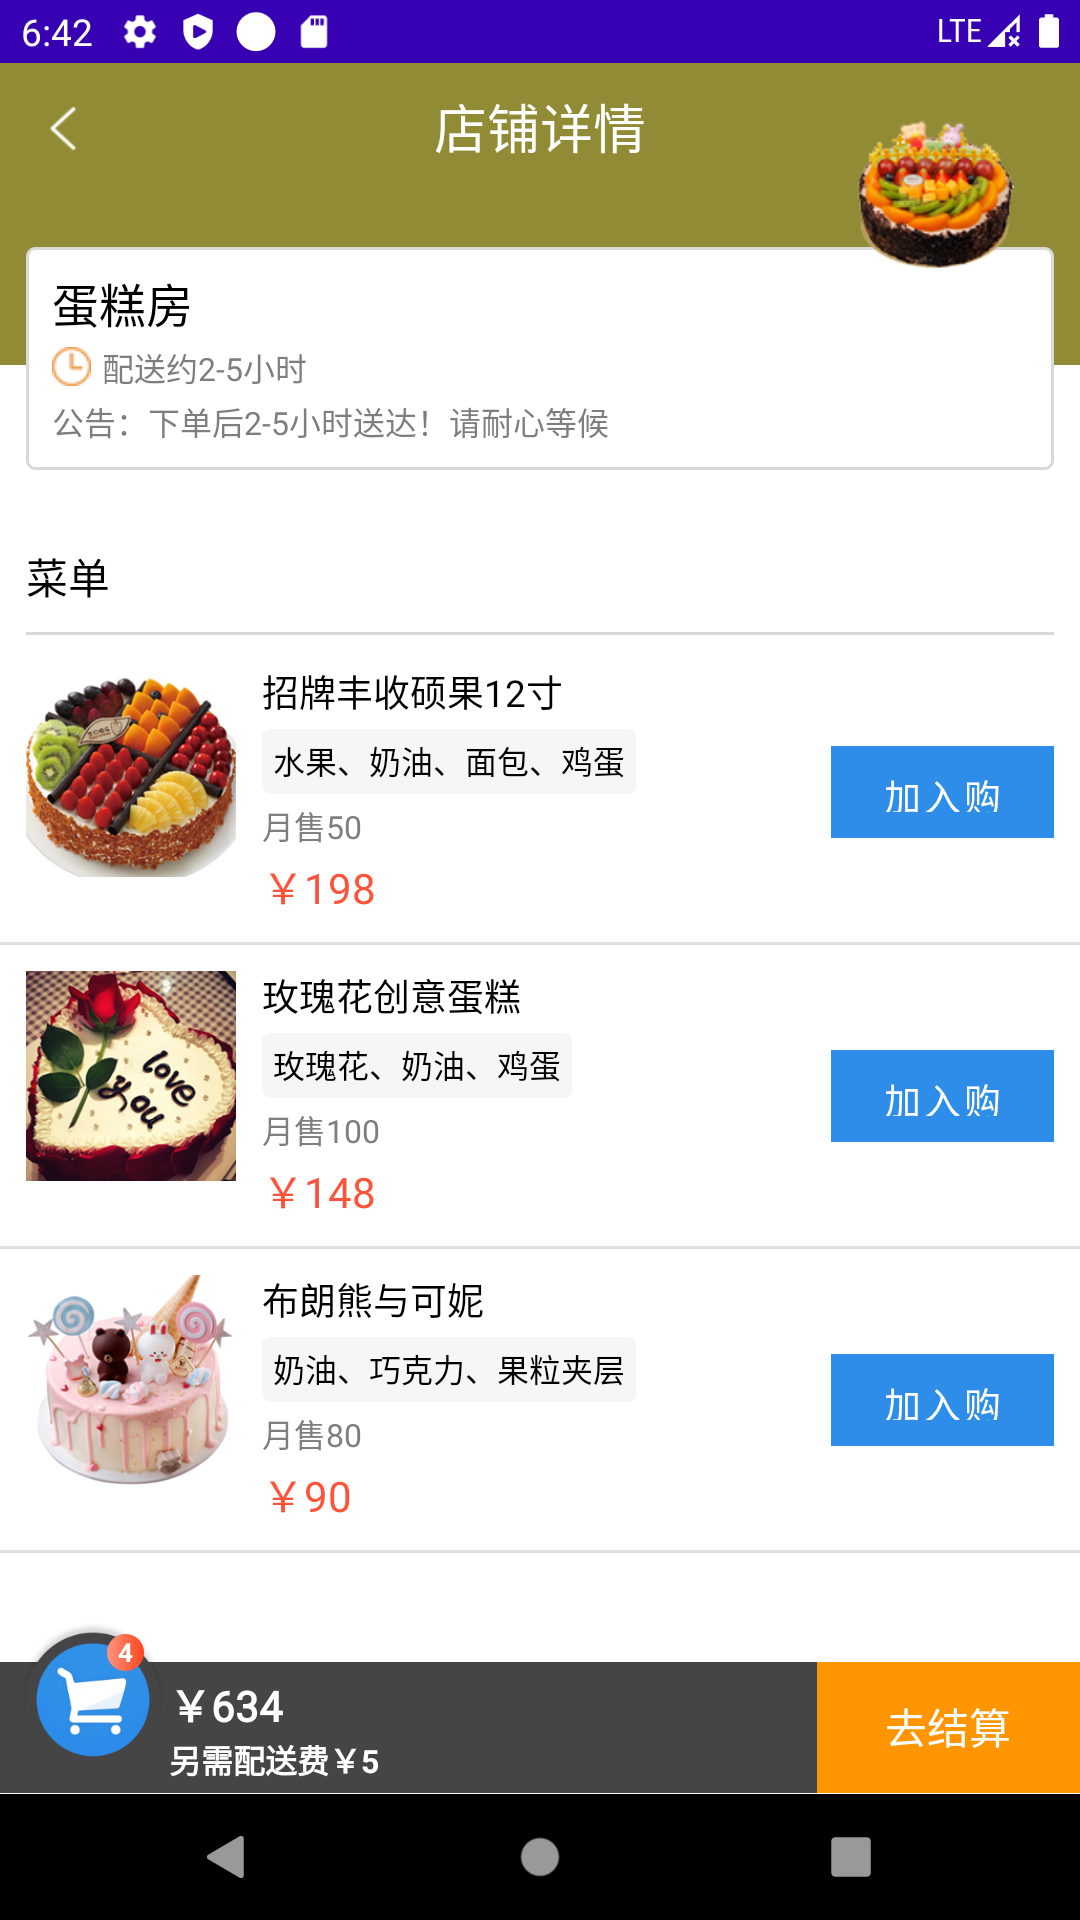 6:42
LTE
店铺详情
蛋糕房
配送约2-5小时
公告：下单后2-5小时送达！请耐心等候
菜单
招牌丰收硕果12寸
水果、奶油、面包、鸡蛋
月售50
￥198
加入购
love
you
玫瑰花创意蛋糕
玫瑰花、奶油、鸡蛋
月售100
￥148
加入购
布朗熊与可妮
奶油、巧克力、果粒夹层
月售80
￥90
加入购
4
￥634
另需配送费￥5
去结算